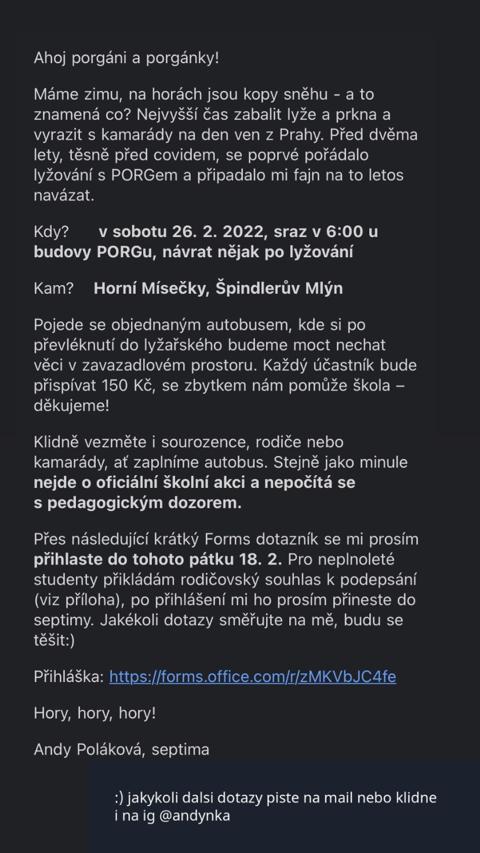 Ahoj porgáni a porgánky!
Máme zimu, na horách jsou kopy sněhu - a to
znamená co? Nejvyšší čas zabalit lyže a prkna a
vyrazit s kamarády na den ven z Prahy. Před dvěma
lety, těsně před covidem, se poprvé pořádalo
lyžování s PORGem a připadalo mi fajn na to letos
navázat.
Kdy? v sobotu 26. 2. 2022, sraz v 6:00 u
budovy PORGu, návrat nějak po lyžování
Kam? Horní Mísečky, Špindlerův Mlýn
Pojede se objednaným autobusem, kde si po
převléknutí do lyžařského budeme moct nechat
věci v zavazadlovém prostoru. Každý účastník bude
přispívat 150 Kč, se zbytkem nám pomůže škola –
děkujeme!
Klidně vezměte i sourozence, rodiče nebo
kamarády, ať zaplníme autobus. Stejně jako minule
nejde o oficiální školní akci a nepočítá se
s pedagogickým dozorem.
Přes následující krátký Forms dotazník se mi prosím
přihlaste do tohoto pátku 18. 2. Pro neplnoleté
studenty přikládám rodičovský souhlas k podepsání
(viz příloha), po přihlášení mi ho prosím přineste do
septimy. Jakékoli dotazy směřujte na mě, budu se
těšit:)
Přihláška: https://forms.office.com/r/zMKVbJC4fe
Hory, hory, hory!
Andy Poláková, septima
:) jakykoli dalsi dotazy piste na mail nebo klidne
i na ig @andynka